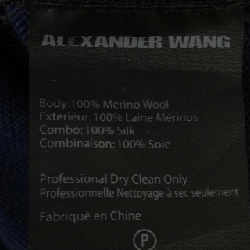 ALEXANDER WANG
Body:100% Merino Wool
Exterieur: 100% Laine Mérinos
Combo: 100% Silk
Combinaison: 100% Soie
Professional Dry Clean Only
Professionelle Nettoyage à sec seulement
Fabriqué en Chine
P